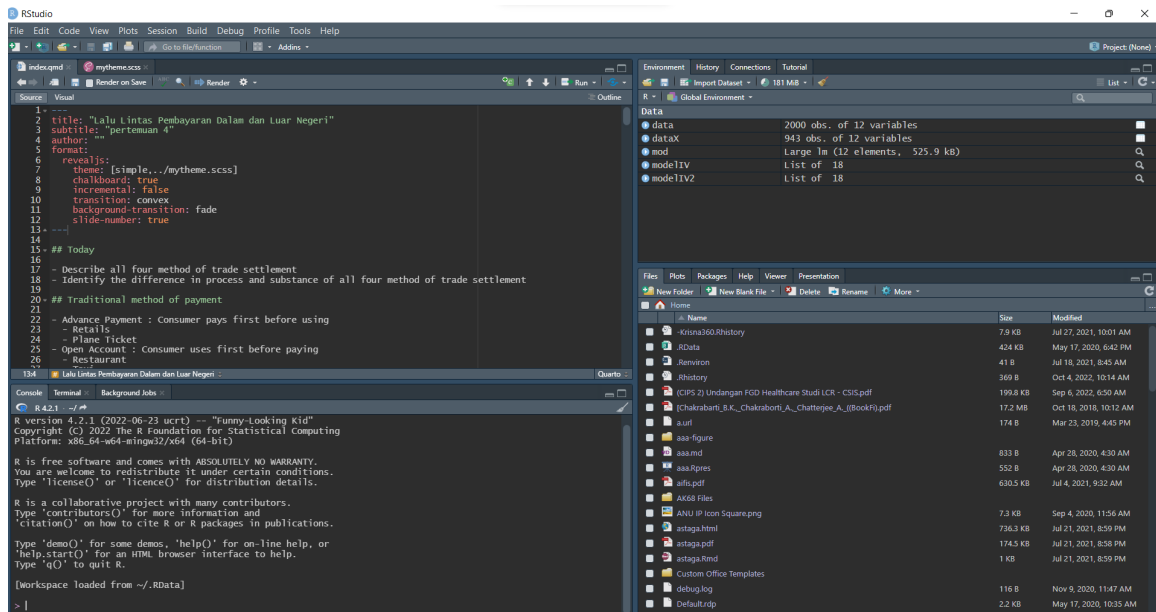 RStudio
File Edit Code View Plots Session Build Debug Profile Tools Help
Go to file/function Addins Project: (None)
index.qmd mytheme.scss
Render on Save ABC Render Run
Source Visual Outline
1 ---
2 title: "Lalu Lintas Pembayaran Dalam dan Luar Negeri"
3 subtitle: "pertemuan 4"
4 author: ""
5 format:
6 revealjs:
7 theme: [simple,../mytheme.scss]
8 chalkboard: true
9 incremental: false
10 transition: convex
11 background-transition: fade
12 slide-number: true
13 ---
14
15 ## Today
16
17 - Describe all four method of trade settlement
18 - Identify the difference in process and substance of all four method of trade settlement
19
20 ## Traditional method of payment
21
22 - Advance Payment : Consumer pays first before using
23 - Retails
24 - Plane Ticket
25 - Open Account : Consumer uses first before paying
26 - Restaurant
13:4 Lalu Lintas Pembayaran Dalam dan Luar Negeri Quarto
Console Terminal Background Jobs
R 4.2.1 · ~/
R version 4.2.1 (2022-06-23 ucrt) -- "Funny-Looking Kid"
Copyright (C) 2022 The R Foundation for Statistical Computing
Platform: x86_64-w64-mingw32/x64 (64-bit)
R is free software and comes with ABSOLUTELY NO WARRANTY.
You are welcome to redistribute it under certain conditions.
Type 'license()' or 'licence()' for distribution details.
R is a collaborative project with many contributors.
Type 'contributors()' for more information and
'citation()' on how to cite R or R packages in publications.
Type 'demo()' for some demos, 'help()' for on-line help, or
'help.start()' for an HTML browser interface to help.
Type 'q()' to quit R.
[Workspace loaded from ~/.RData]
>
Environment History Connections Tutorial
Import Dataset 181 MiB List
R Global Environment
Data
data 2000 obs. of 12 variables
dataX 943 obs. of 12 variables
mod Large lm (12 elements, 525.9 kB)
modelIV List of 18
modelIV2 List of 18
Files Plots Packages Help Viewer Presentation
New Folder New Blank File Delete Rename More
Home
Name Size Modified
-Krisna360.Rhistory 7.9 KB Jul 27, 2021, 10:01 AM
.RData 424 KB May 17, 2020, 6:42 PM
.Renviron 41 B Jul 18, 2021, 8:45 AM
.Rhistory 369 B Oct 4, 2022, 10:14 AM
(CIPS 2) Undangan FGD Healthcare Studi LCR - CSIS.pdf 199.8 KB Sep 6, 2022, 6:50 AM
[Chakrabarti_B.K.,_Chakraborti_A.,_Chatterjee_A._((BookFi).pdf 17.2 MB Oct 18, 2018, 10:12 AM
a.url 174 B Mar 23, 2019, 4:45 PM
aaa-figure
aaa.md 833 B Apr 28, 2020, 4:30 AM
aaa.Rpres 552 B Apr 28, 2020, 4:30 AM
aifis.pdf 630.5 KB Jul 4, 2021, 9:32 AM
AK68 Files
ANU IP Icon Square.png 7.3 KB Sep 4, 2020, 11:56 AM
astaga.html 736.3 KB Jul 21, 2021, 8:59 PM
astaga.pdf 174.5 KB Jul 21, 2021, 8:58 PM
astaga.Rmd 1 KB Jul 21, 2021, 8:59 PM
Custom Office Templates
debug.log 116 B Nov 9, 2020, 11:47 AM
Default.rdp 2.2 KB May 17, 2020, 10:35 AM